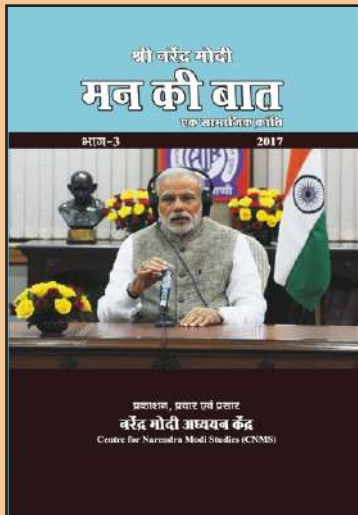 श्री नरेंद्र मोदी
मन की बात
एक सामाजिक क्रांति
भाग-3 2017
प्रकाशन, प्रचार एवं प्रसार
नरेंद्र मोदी अध्ययन केंद्र
Centre for Narendra Modi Studies (CNMS)